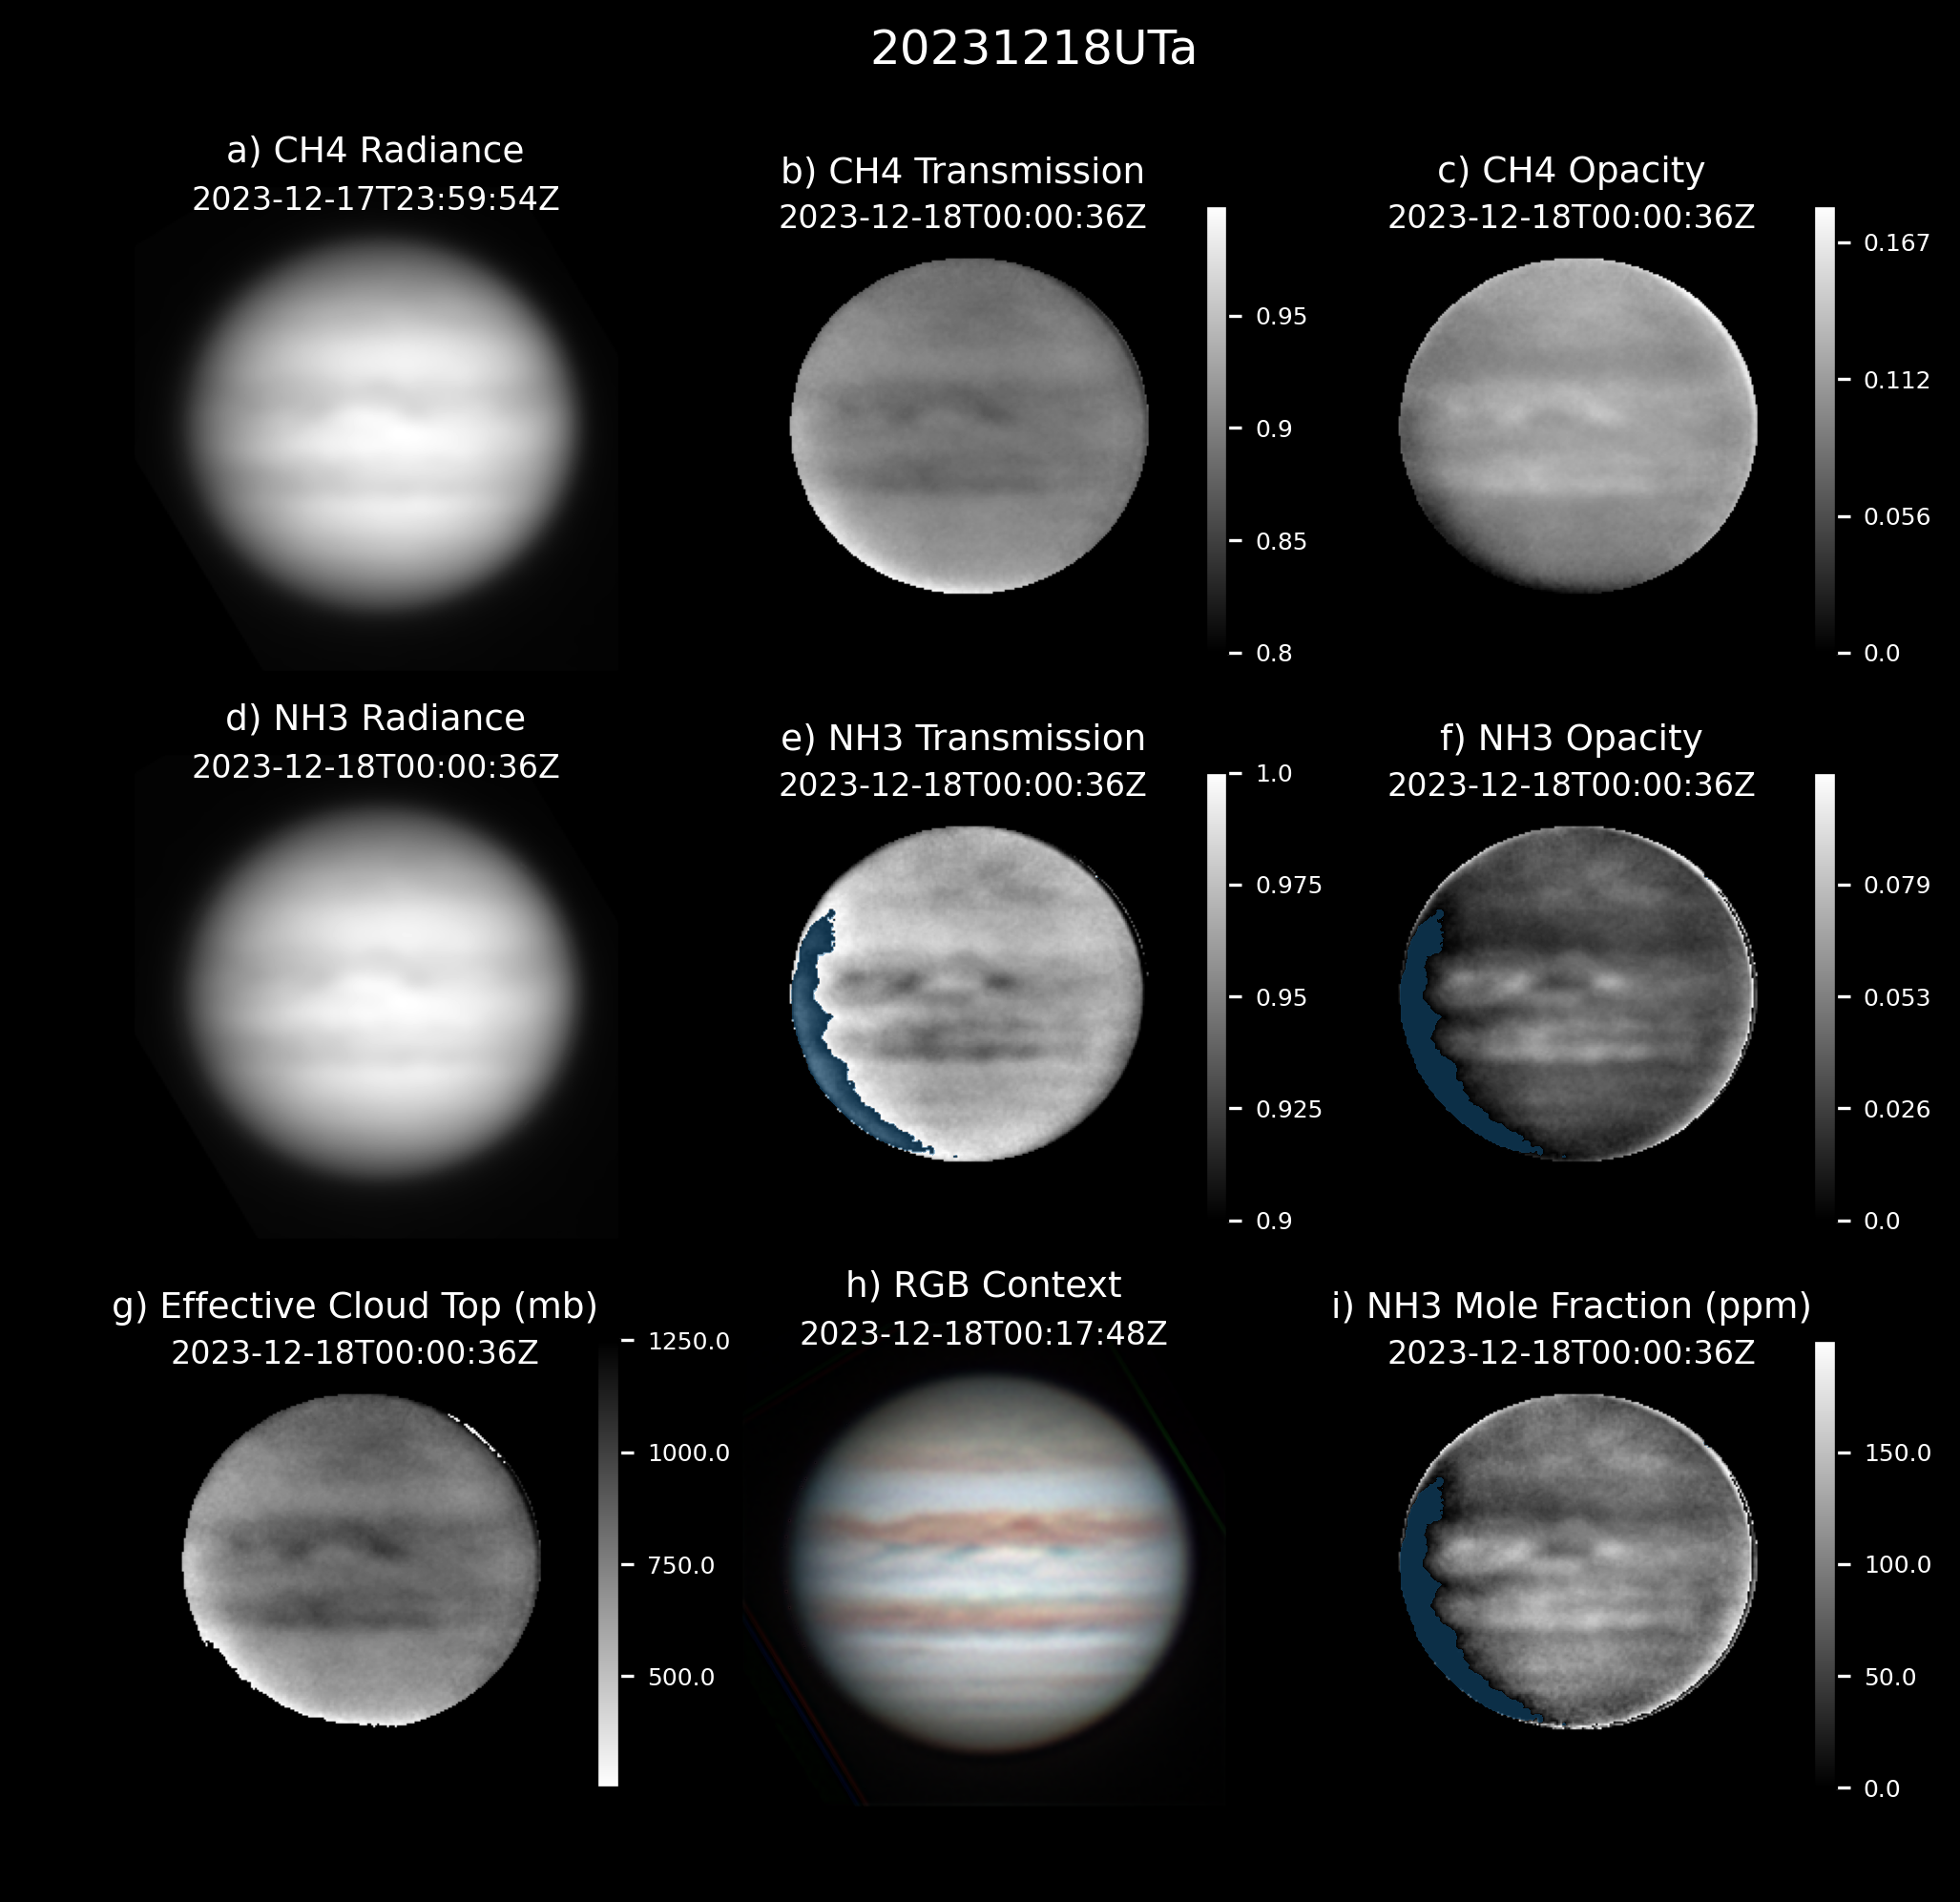 20231218UTa
a) CH4 Radiance
2023-12-17T23:59:54Z
b) CH4 Transmission
2023-12-18T00:00:36Z
0.95
0.9
0.85
0.8
c) CH4 Opacity
2023-12-18T00:00:36Z
0.167
0.112
0.056
0.0
d) NH3 Radiance
2023-12-18T00:00:36Z
e) NH3 Transmission
2023-12-18T00:00:36Z
1.0
0.975
0.95
0.925
0.9
f) NH3 Opacity
2023-12-18T00:00:36Z
0.079
0.053
0.026
0.0
g) Effective Cloud Top (mb)
2023-12-18T00:00:36Z
1250.0
1000.0
750.0
500.0
h) RGB Context
2023-12-18T00:17:48Z
i) NH3 Mole Fraction (ppm)
2023-12-18T00:00:36Z
150.0
100.0
50.0
0.0